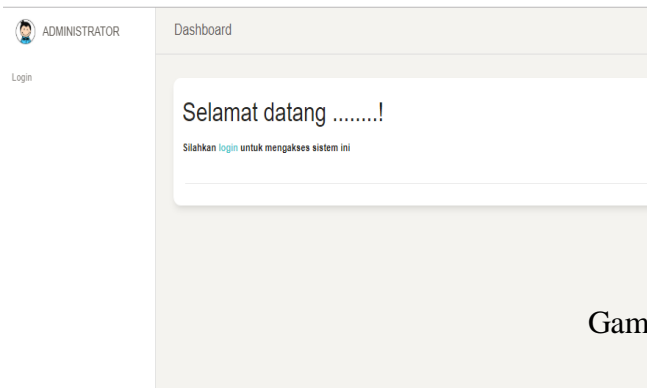 ADMINISTRATOR
Login
Dashboard
Selamat datang ........!
Silahkan login untuk mengakses sistem ini
Gam